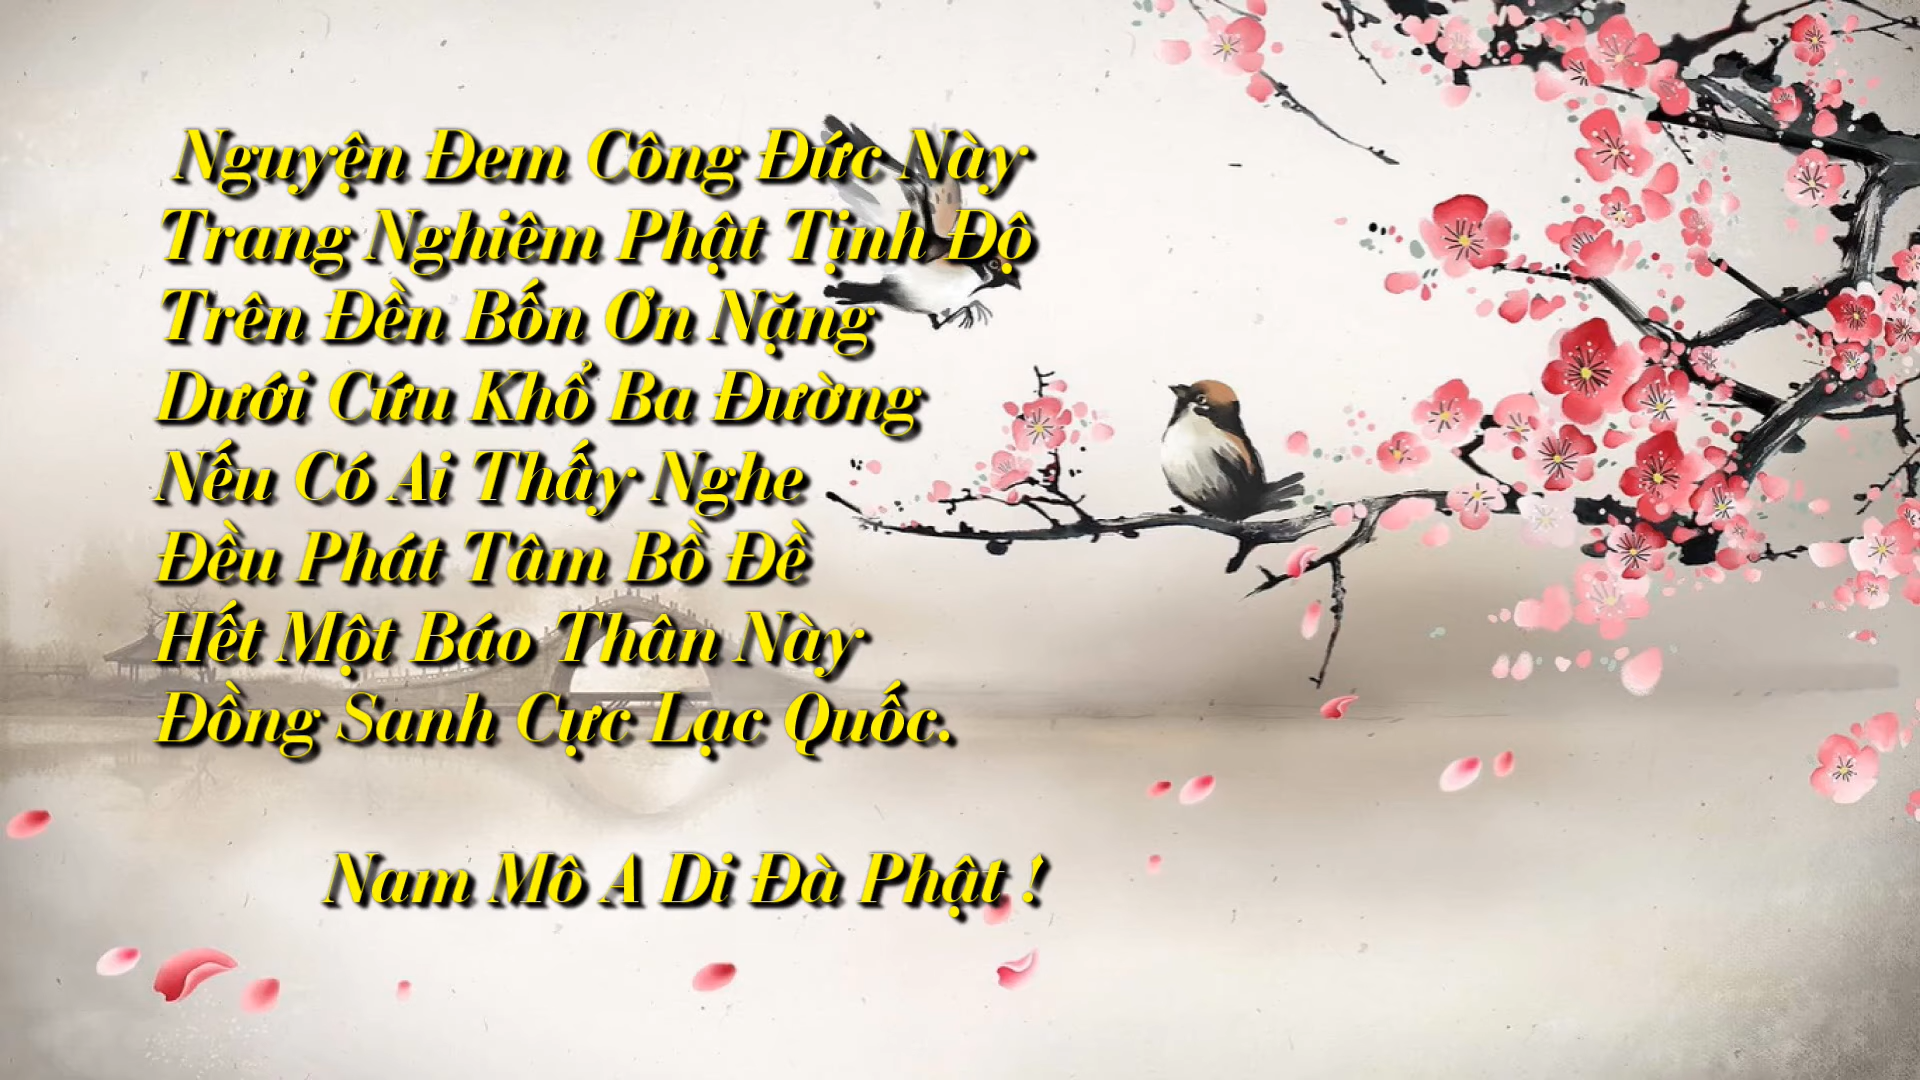 Nguyện Đem Công Đức Này
Trang Nghiêm Phật Tịnh Độ
Trên Đền Bốn Ơn Nặng
Dưới Cứu Khổ Ba Đường
Nếu Có Ai Thấy Nghe
Đều Phát Tâm Bồ Đề
Hết Một Báo Thân Này
Đồng Sanh Cực Lạc Quốc.
Nam Mô A Di Đà Phật !